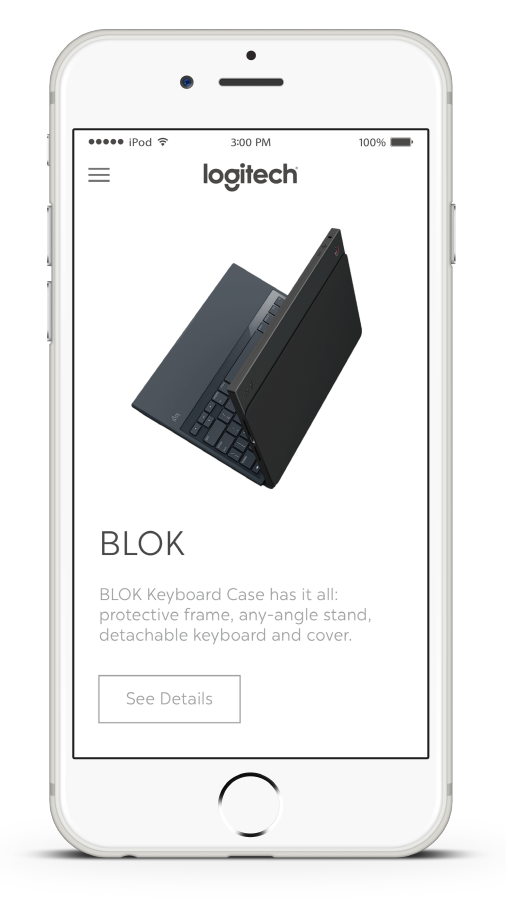 ●●●●● iPod 3:00 PM 100%
logitech
BLOK
BLOK Keyboard Case has it all:
protective frame, any-angle stand,
detachable keyboard and cover.
See Details